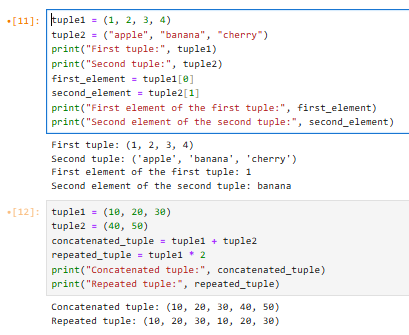 [11]: tuple1 = (1, 2, 3, 4)
tuple2 = ("apple", "banana", "cherry")
print("First tuple:", tuple1)
print("Second tuple:", tuple2)
first_element = tuple1[0]
second_element = tuple2[1]
print("First element of the first tuple:", first_element)
print("Second element of the second tuple:", second_element)
First tuple: (1, 2, 3, 4)
Second tuple: ('apple', 'banana', 'cherry')
First element of the first tuple: 1
Second element of the second tuple: banana
[12]: tuple1 = (10, 20, 30)
tuple2 = (40, 50)
concatenated_tuple = tuple1 + tuple2
repeated_tuple = tuple1 * 2
print("Concatenated tuple:", concatenated_tuple)
print("Repeated tuple:", repeated_tuple)
Concatenated tuple: (10, 20, 30, 40, 50)
Repeated tuple: (10, 20, 30, 10, 20, 30)